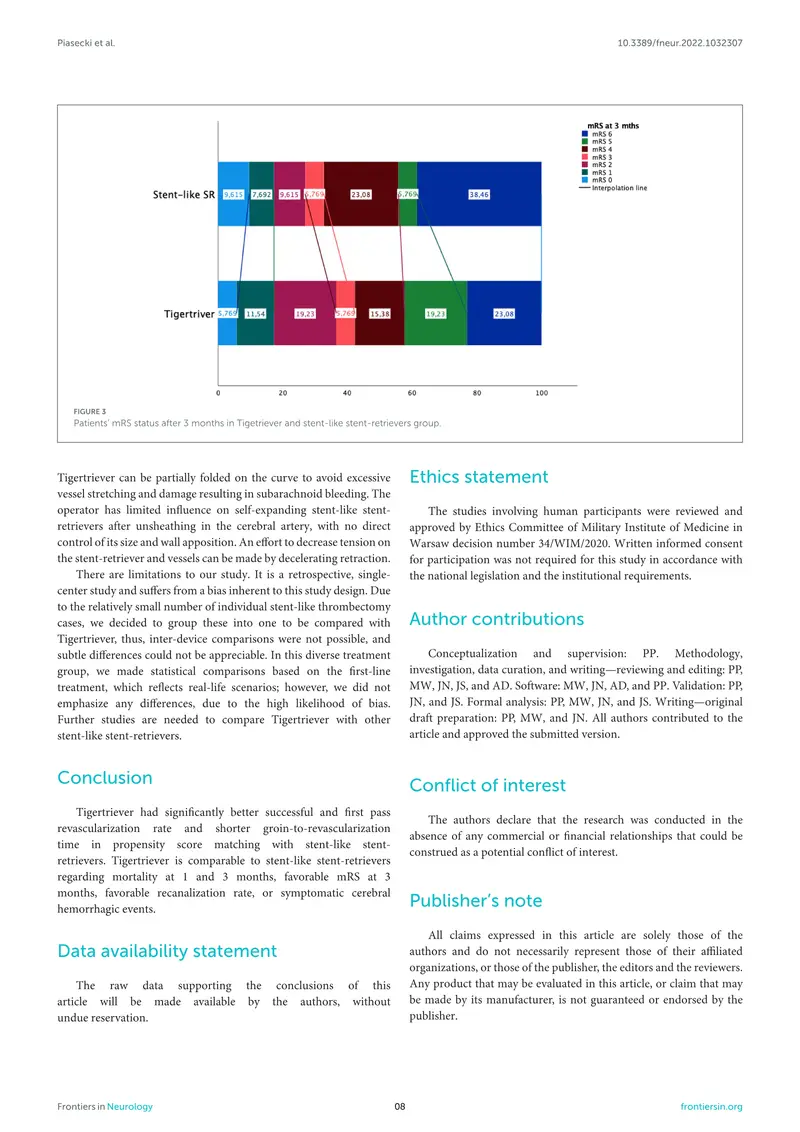 Piasecki et al.
10.3389/fneur.2022.1032307
mRS at 3 mths
mRS 6
mRS 5
mRS 4
mRS 3
mRS 2
mRS 1
mRS 0
Interpolation line
Stent-like SR
9,615 7,692 9,615 5,769 23,08 5,769 38,46
Tigertriver
5,769 11,54 19,23 5,769 15,38 19,23 23,08
0 20 40 60 80 100
FIGURE 3
Patients' mRS status after 3 months in Tigetriever and stent-like stent-retrievers group.
Tigertriever can be partially folded on the curve to avoid excessive
vessel stretching and damage resulting in subarachnoid bleeding. The
operator has limited influence on self-expanding stent-like stent-
retrievers after unsheathing in the cerebral artery, with no direct
control of its size and wall apposition. An effort to decrease tension on
the stent-retriever and vessels can be made by decelerating retraction.
There are limitations to our study. It is a retrospective, single-
center study and suffers from a bias inherent to this study design. Due
to the relatively small number of individual stent-like thrombectomy
cases, we decided to group these into one to be compared with
Tigertriever, thus, inter-device comparisons were not possible, and
subtle differences could not be appreciable. In this diverse treatment
group, we made statistical comparisons based on the first-line
treatment, which reflects real-life scenarios; however, we did not
emphasize any differences, due to the high likelihood of bias.
Further studies are needed to compare Tigertriever with other
stent-like stent-retrievers.
Conclusion
Tigertriever had significantly better successful and first pass
revascularization rate and shorter groin-to-revascularization
time in propensity score matching with stent-like stent-
retrievers. Tigertriever is comparable to stent-like stent-retrievers
regarding mortality at 1 and 3 months, favorable mRS at 3
months, favorable recanalization rate, or symptomatic cerebral
hemorrhagic events.
Data availability statement
The raw data supporting the conclusions of this
article will be made available by the authors, without
undue reservation.
Ethics statement
The studies involving human participants were reviewed and
approved by Ethics Committee of Military Institute of Medicine in
Warsaw decision number 34/WIM/2020. Written informed consent
for participation was not required for this study in accordance with
the national legislation and the institutional requirements.
Author contributions
Conceptualization and supervision: PP. Methodology,
investigation, data curation, and writing—reviewing and editing: PP,
MW, JN, JS, and AD. Software: MW, JN, AD, and PP. Validation: PP,
JN, and JS. Formal analysis: PP, MW, JN, and JS. Writing—original
draft preparation: PP, MW, and JN. All authors contributed to the
article and approved the submitted version.
Conflict of interest
The authors declare that the research was conducted in the
absence of any commercial or financial relationships that could be
construed as a potential conflict of interest.
Publisher's note
All claims expressed in this article are solely those of the
authors and do not necessarily represent those of their affiliated
organizations, or those of the publisher, the editors and the reviewers.
Any product that may be evaluated in this article, or claim that may
be made by its manufacturer, is not guaranteed or endorsed by the
publisher.
Frontiers in Neurology
08
frontiersin.org